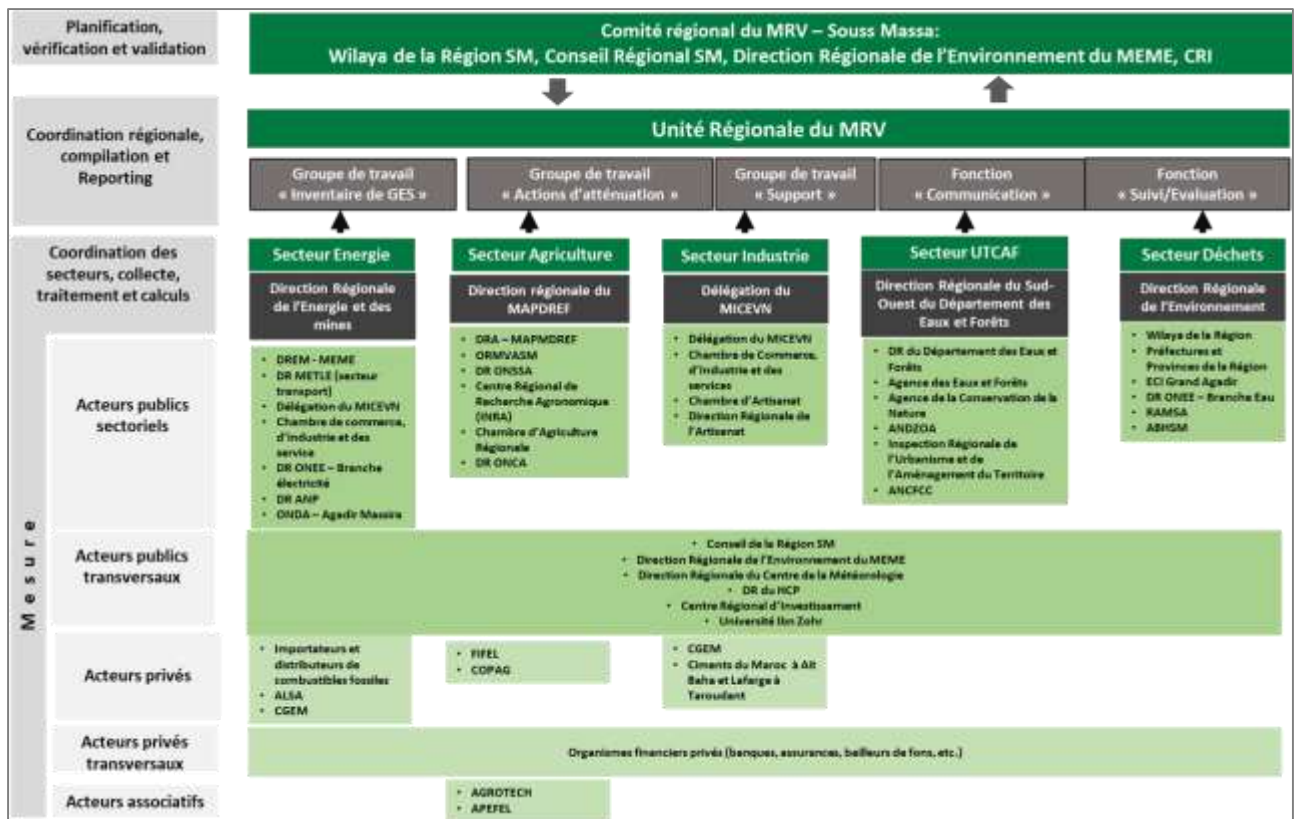 Planification,
vérification et validation
Comité régional du MRV – Souss Massa:
Wilaya de la Région SM, Conseil Régional SM, Direction Régionale de l'Environnement du MEME, CRI
Coordination régionale,
compilation et
Reporting
Unité Régionale du MRV
Groupe de travail
« Inventaire de GES »
Groupe de travail
« Actions d'atténuation »
Groupe de travail
« Support »
Fonction
« Communication »
Fonction
« Suivi/Evaluation »
Coordination des
secteurs, collecte,
traitement et calculs
Secteur Energie
Direction Régionale
de l'Energie et des
mines
Secteur Agriculture
Direction régionale du
MAPDREF
Secteur Industrie
Délégation du
MICEVN
Secteur UTCAF
Direction Régionale du Sud-
Ouest du Département des
Eaux et Forêts
Secteur Déchets
Direction Régionale
de l'Environnement
Mesure
Acteurs publics
sectoriels
• DREM - MEME
• DR METLE (secteur
transport)
• Délégation du MICEVN
• Chambre de commerce,
d'industrie et des
service
• DR ONEE – Branche
électricité
• DR ANP
• ONDA – Agadir Massira
• DRA – MAPMDREF
• ORMVASM
• DR ONSSA
• Centre Régional de
Recherche Agronomique
(INRA)
• Chambre d'Agriculture
Régionale
• DR ONCA
• Délégation du MICEVN
• Chambre de Commerce,
d'Industrie et des
services
• Chambre d'Artisanat
• Direction Régionale de
l'Artisanat
• DR du Département des Eaux et
Forêts
• Agence des Eaux et Forêts
• Agence de la Conservation de la
Nature
• ANDZOA
• Inspection Régionale de
l'Urbanisme et de
l'Aménagement du Territoire
• ANCFCC
• Wilaya de la Région
• Préfectures et
Provinces de la Région
• ECI Grand Agadir
• DR ONEE – Branche Eau
• RAMSA
• ABHSM
Acteurs publics
transversaux
• Conseil de la Région SM
• Direction Régionale de l'Environnement du MEME
• Direction Régionale du Centre de la Météorologie
• DR du HCP
• Centre Régional d'Investissement
• Université Ibn Zohr
Acteurs privés
• Importateurs et
distributeurs de
combustibles fossiles
• ALSA
• CGEM
• FIFEL
• COPAG
• CGEM
• Ciments du Maroc à Ait
Baha et Lafarge à
Taroudant
Acteurs privés
transversaux
Organismes financiers privés (banques, assurances, bailleurs de fons, etc.)
Acteurs associatifs
• AGROTECH
• APEFEL